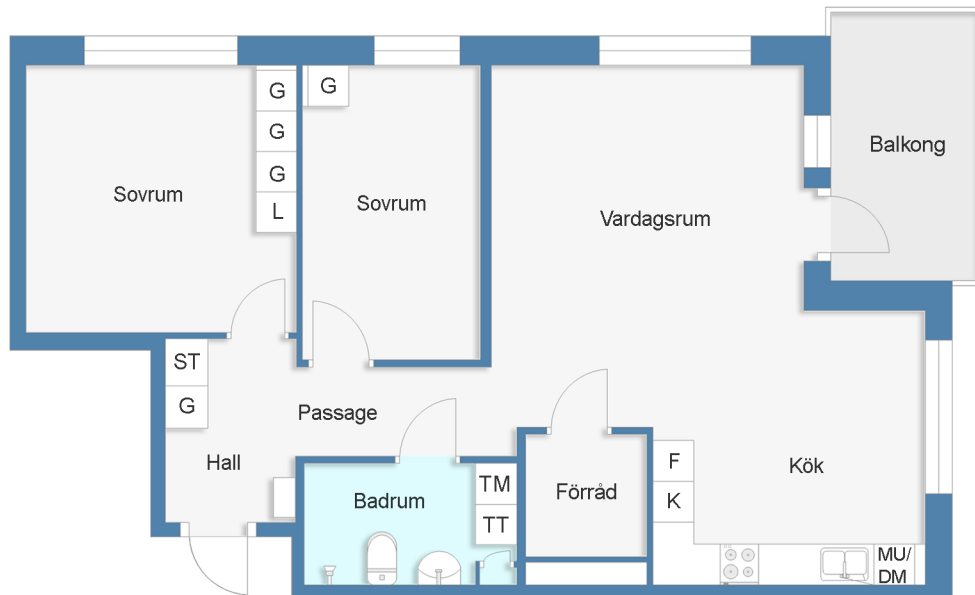 G
G
G
L
G
Sovrum
Sovrum
Vardagsrum
Balkong
ST
G
Passage
Hall
Badrum
TM
TT
Förråd
F
K
Kök
MU/
DM